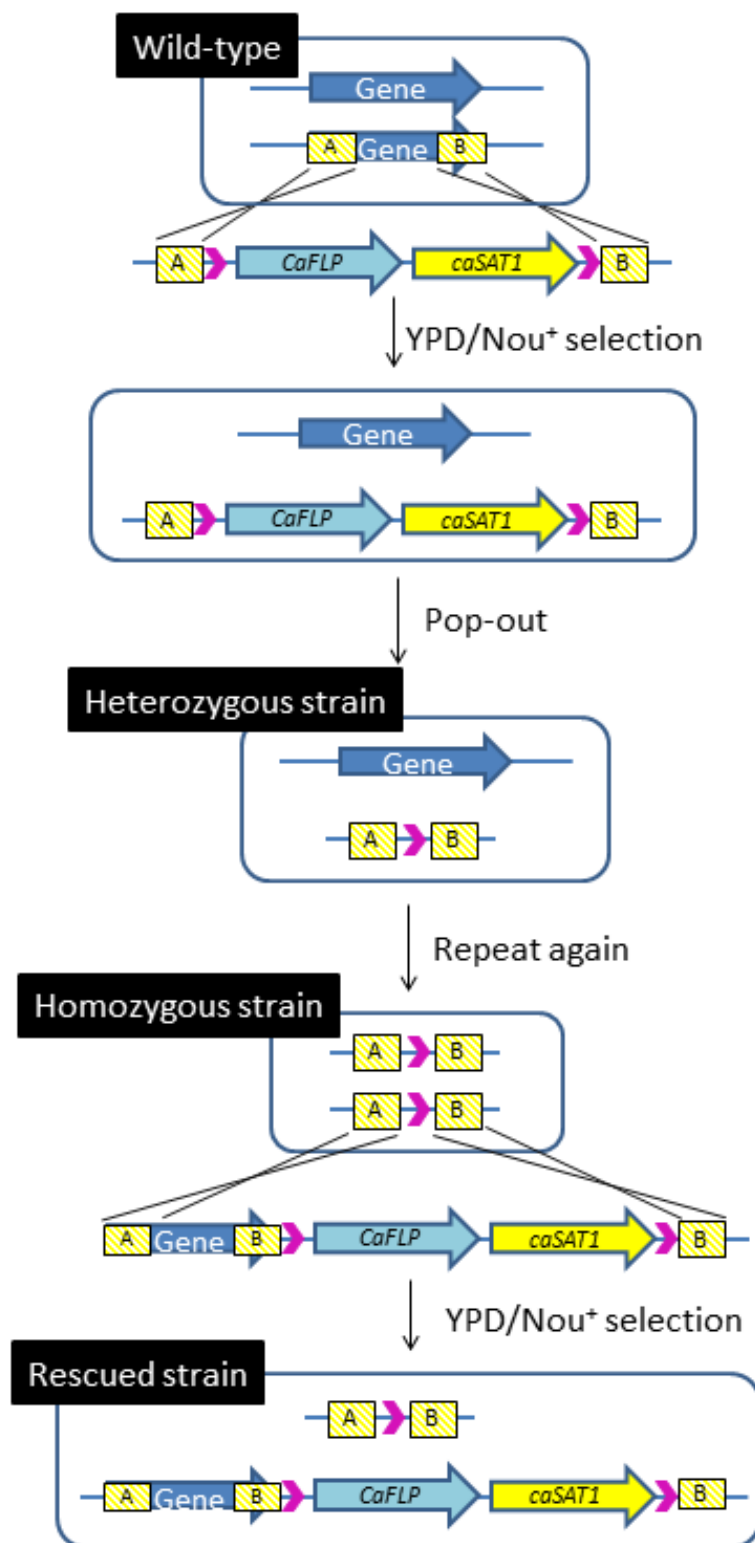 Wild-type
Gene
A Gene B
A CaFLP caSAT1 B
YPD/Nou⁺ selection
Gene
A CaFLP caSAT1 B
Pop-out
Heterozygous strain
Gene
A B
Repeat again
Homozygous strain
A B
A B
A Gene B CaFLP caSAT1 B
YPD/Nou⁺ selection
Rescued strain
A B
A Gene B CaFLP caSAT1 B